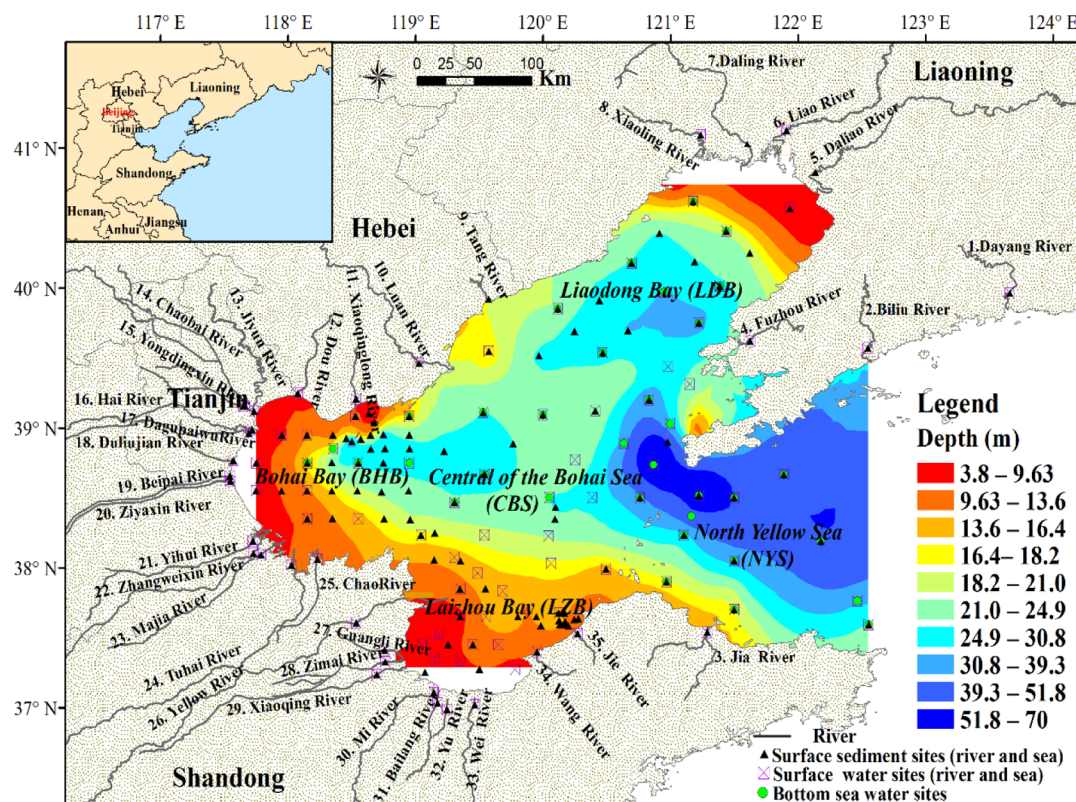 117° E
118° E
119° E
120° E
121° E
122° E
123° E
124° E
41° N
40° N
39° N
38° N
37° N
Hebei
Liaoning
Beijing
Tianjin
Shandong
Henan
Anhui
Jiangsu
0 25 50 100
Km
7.Daling River
Liaoning
6. Liao River
8. Xiaoling River
5. Daliao River
Hebei
9. Tang River
1.Dayang River
10. Luan River
11. Xiaoqinglong River
Liaodong Bay (LDB)
2.Biliu River
4. Fuzhou River
14. Chaobai River
13. Jiyun River
12. Dou River
15. Yongdingxin River
16. Hai River
Tianjin
17. DagupaiwuRiver
18. Duliujian River
19. Beipai River
20. Ziyaxin River
Bohai Bay (BHB)
Central of the Bohai Sea
(CBS)
North Yellow Sea
(NYS)
21. Yihui River
22. Zhangweixin River
23. Majia River
24. Tuhai River
25. ChaoRiver
26. Yellow River
27. Guangli River
28. Zimai River
29. Xiaoqing River
Laizhou Bay (LZB)
30. Mi River
31. Bailang River
32. Yu River
33. Wei River
34. Wang River
35. Jie River
3. Jia River
Shandong
Legend
Depth (m)
3.8 – 9.63
9.63 – 13.6
13.6 – 16.4
16.4– 18.2
18.2 – 21.0
21.0 – 24.9
24.9 – 30.8
30.8 – 39.3
39.3 – 51.8
51.8 – 70
River
Surface sediment sites (river and sea)
Surface water sites (river and sea)
Bottom sea water sites